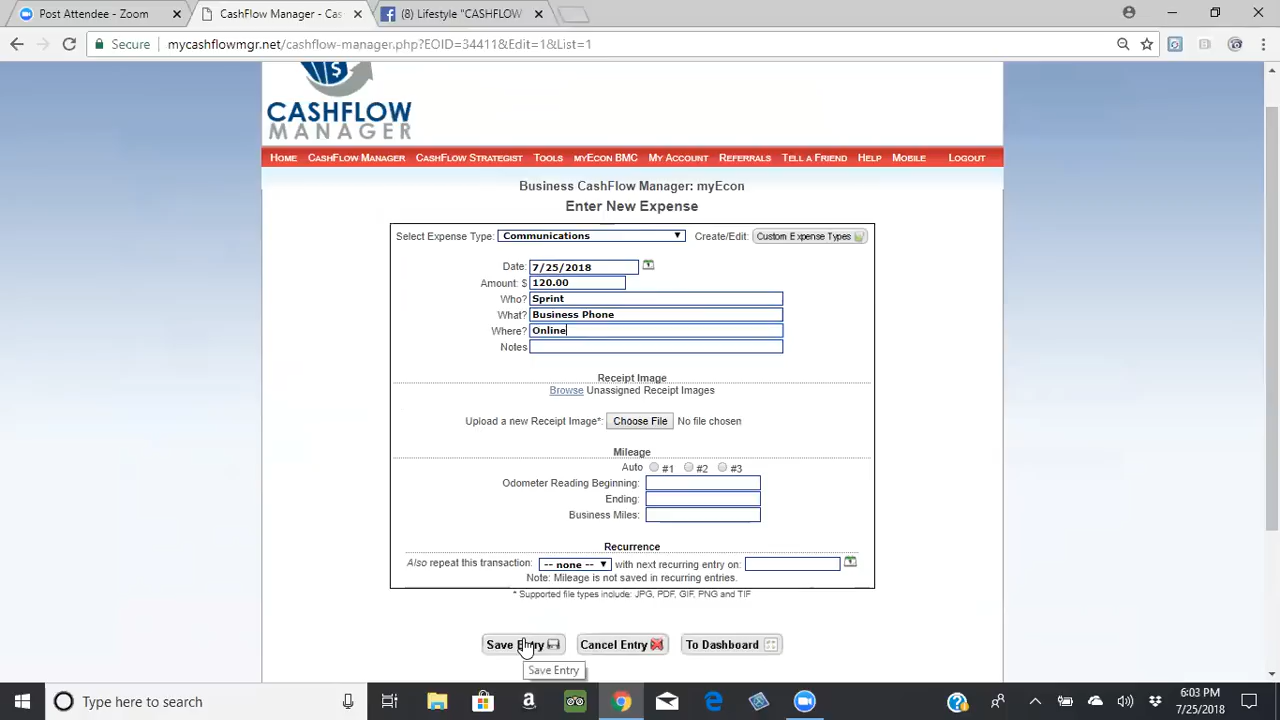 Post Attendee - Zoom
Cashflow Manager - Cas
(8) Lifestyle "CASHFLOW
Secure
mycashflowmgr.net/cashflow-manager.php?EOID=34411&Edit=1&List=1
$
CASHFLOW
MANAGER
HOME CASHFLOW MANAGER CASHFLOW STRATEGIST TOOLS MYECON BMC MY ACCOUNT REFERRALS TELL A FRIEND HELP MOBILE LOGOUT
Business CashFlow Manager: myEcon
Enter New Expense
Select Expense Type: Communications Create/Edit: Custom Expense Types
Date: 7/25/2018
Amount: $ 120.00
Who? Sprint
What? Business Phone
Where? Online
Notes
Receipt Image
Browse Unassigned Receipt Images
Upload a new Receipt Image*: Choose File No file chosen
Mileage
Auto #1 #2 #3
Odometer Reading Beginning:
Ending:
Business Miles:
Recurrence
Also repeat this transaction: -- none -- with next recurring entry on:
Note: Mileage is not saved in recurring entries.
* Supported file types include: JPG, PDF, GIF, PNG and TIF
Save Entry Cancel Entry To Dashboard
Save Entry
Type here to search
6:03 PM
7/25/2018